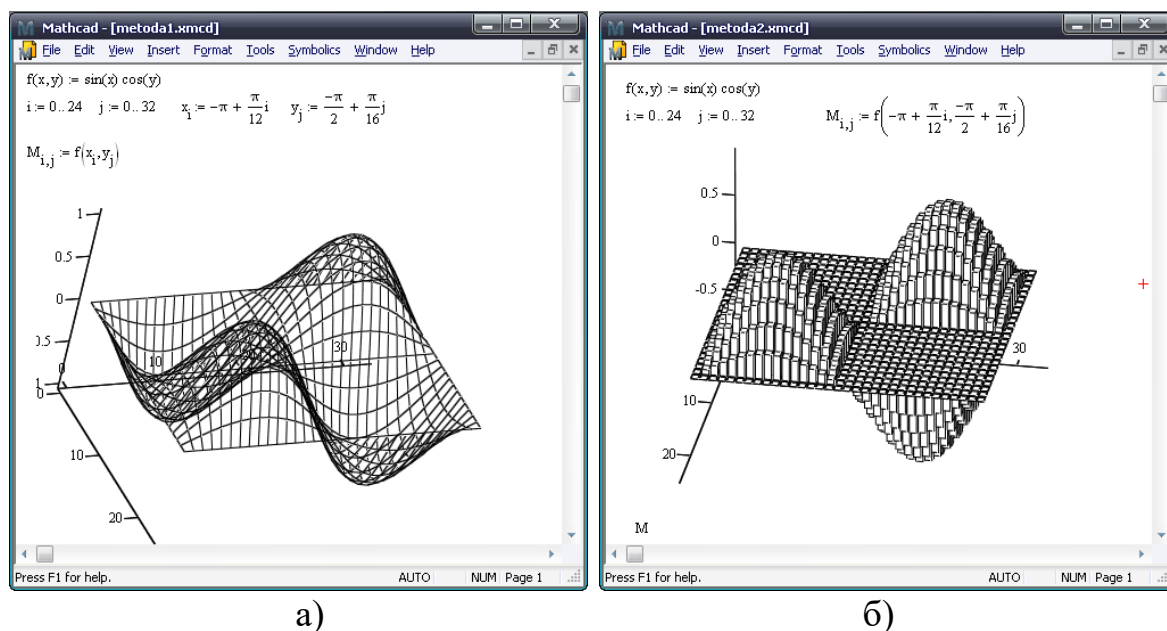 Mathcad - [metoda1.xmcd]
File Edit View Insert Format Tools Symbolics Window Help
f(x,y) := sin(x) cos(y)
i := 0..24 j := 0..32 x_i := −π + π/12 i y_j := −π/2 + π/16 j
M_i,j := f(x_i,y_j)
1
0.5
0
).5
1
0
0
10
30
10
20
Press F1 for help. AUTO NUM Page 1
а)
Mathcad - [metoda2.xmcd]
File Edit View Insert Format Tools Symbolics Window Help
f(x,y) := sin(x) cos(y)
i := 0..24 j := 0..32 M_i,j := f(−π + π/12 i, −π/2 + π/16 j)
0.5
0
-0.5
30
10
20
M
Press F1 for help. AUTO NUM Page 1
б)